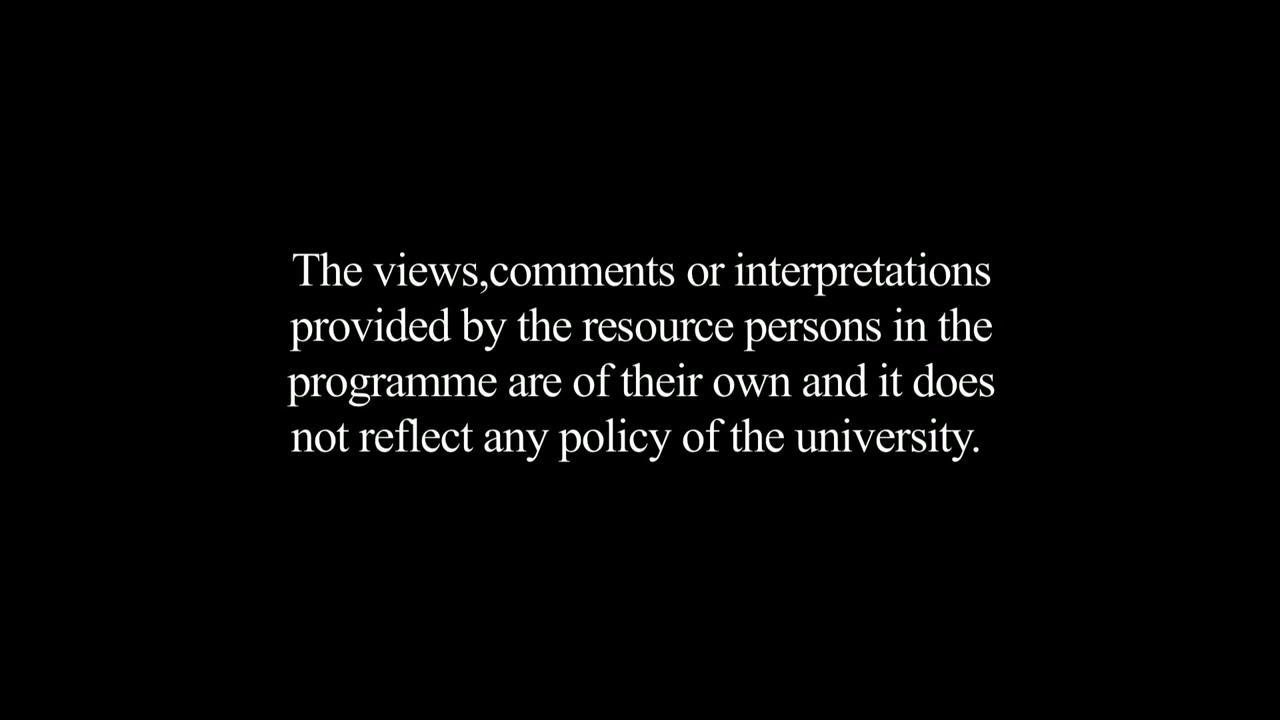 The views,comments or interpretations
provided by the resource persons in the
programme are of their own and it does
not reflect any policy of the university.